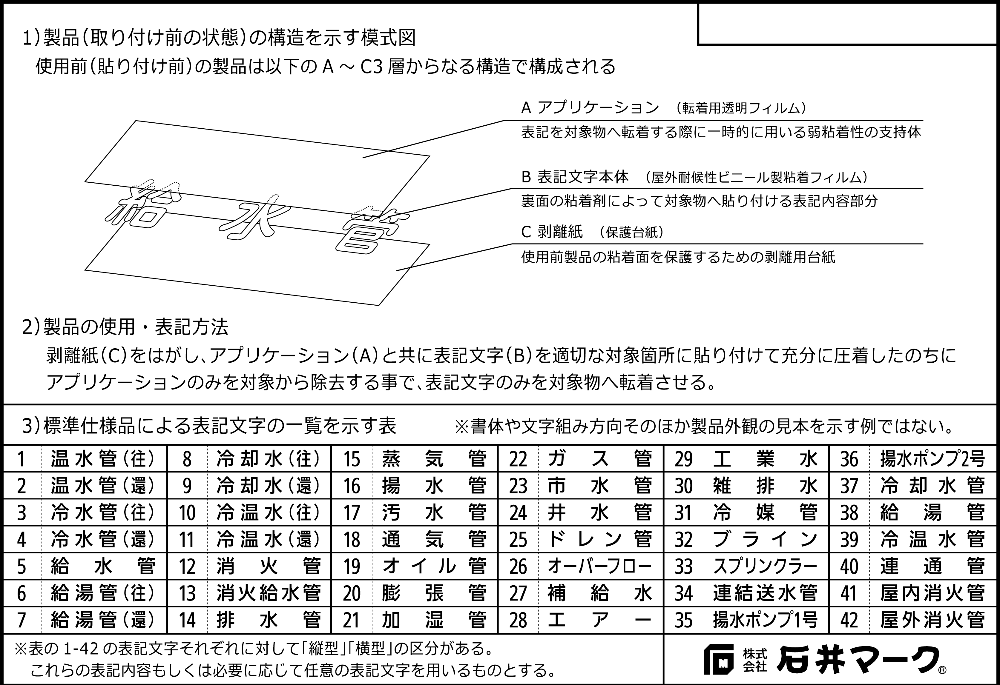 1)製品(取り付け前の状態)の構造を示す模式図
使用前(貼り付け前)の製品は以下の A ～ C3 層からなる構造で構成される
A アプリケーション （転着用透明フィルム）
表記を対象物へ転着する際に一時的に用いる弱粘着性の支持体
B 表記文字本体 （屋外耐候性ビニール製粘着フィルム）
裏面の粘着剤によって対象物へ貼り付ける表記内容部分
C 剥離紙 （保護台紙）
使用前製品の粘着面を保護するための剥離用台紙
給水管
2)製品の使用・表記方法
剥離紙(C)をはがし、アプリケーション(A)と共に表記文字(B)を適切な対象箇所に貼り付けて充分に圧着したのちに
アプリケーションのみを対象から除去する事で、表記文字のみを対象物へ転着させる。
3)標準仕様品による表記文字の一覧を示す表 ※書体や文字組み方向そのほか製品外観の見本を示す例ではない。
1 温水管(往) 8 冷却水(往) 15 蒸気管 22 ガス管 29 工業水 36 揚水ポンプ2号
2 温水管(還) 9 冷却水(還) 16 揚水管 23 市水管 30 雑排水 37 冷却水管
3 冷水管(往) 10 冷温水(往) 17 汚水管 24 井水管 31 冷媒管 38 給湯管
4 冷水管(還) 11 冷温水(還) 18 通気管 25 ドレン管 32 ブライン 39 冷温水管
5 給水管 12 消火管 19 オイル管 26 オーバーフロー 33 スプリンクラー 40 連通管
6 給湯管(往) 13 消火給水管 20 膨張管 27 補給水 34 連結送水管 41 屋内消火管
7 給湯管(還) 14 排水管 21 加湿管 28 エアー 35 揚水ポンプ1号 42 屋外消火管
※表の 1-42 の表記文字それぞれに対して「縦型」「横型」の区分がある。
これらの表記内容もしくは必要に応じて任意の表記文字を用いるものとする。
株式会社 石井マーク®